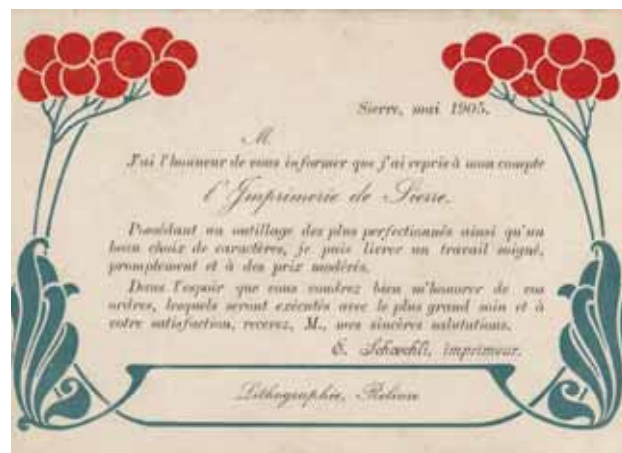 Sierre, mai 1905.
M.
J'ai l'honneur de vous informer que j'ai repris à mon compte
l'Imprimerie de Sierre.
Possédant un outillage des plus perfectionnés ainsi qu'un
beau choix de caractères, je puis livrer un travail soigné,
promptement et à des prix modérés.
Dans l'espoir que vous voudrez bien m'honorer de vos
ordres, lesquels seront exécutés avec le plus grand soin et à
votre satisfaction, recevez, M., mes sincères salutations.
E. Schoechli, imprimeur.
Lithographie, Reliure